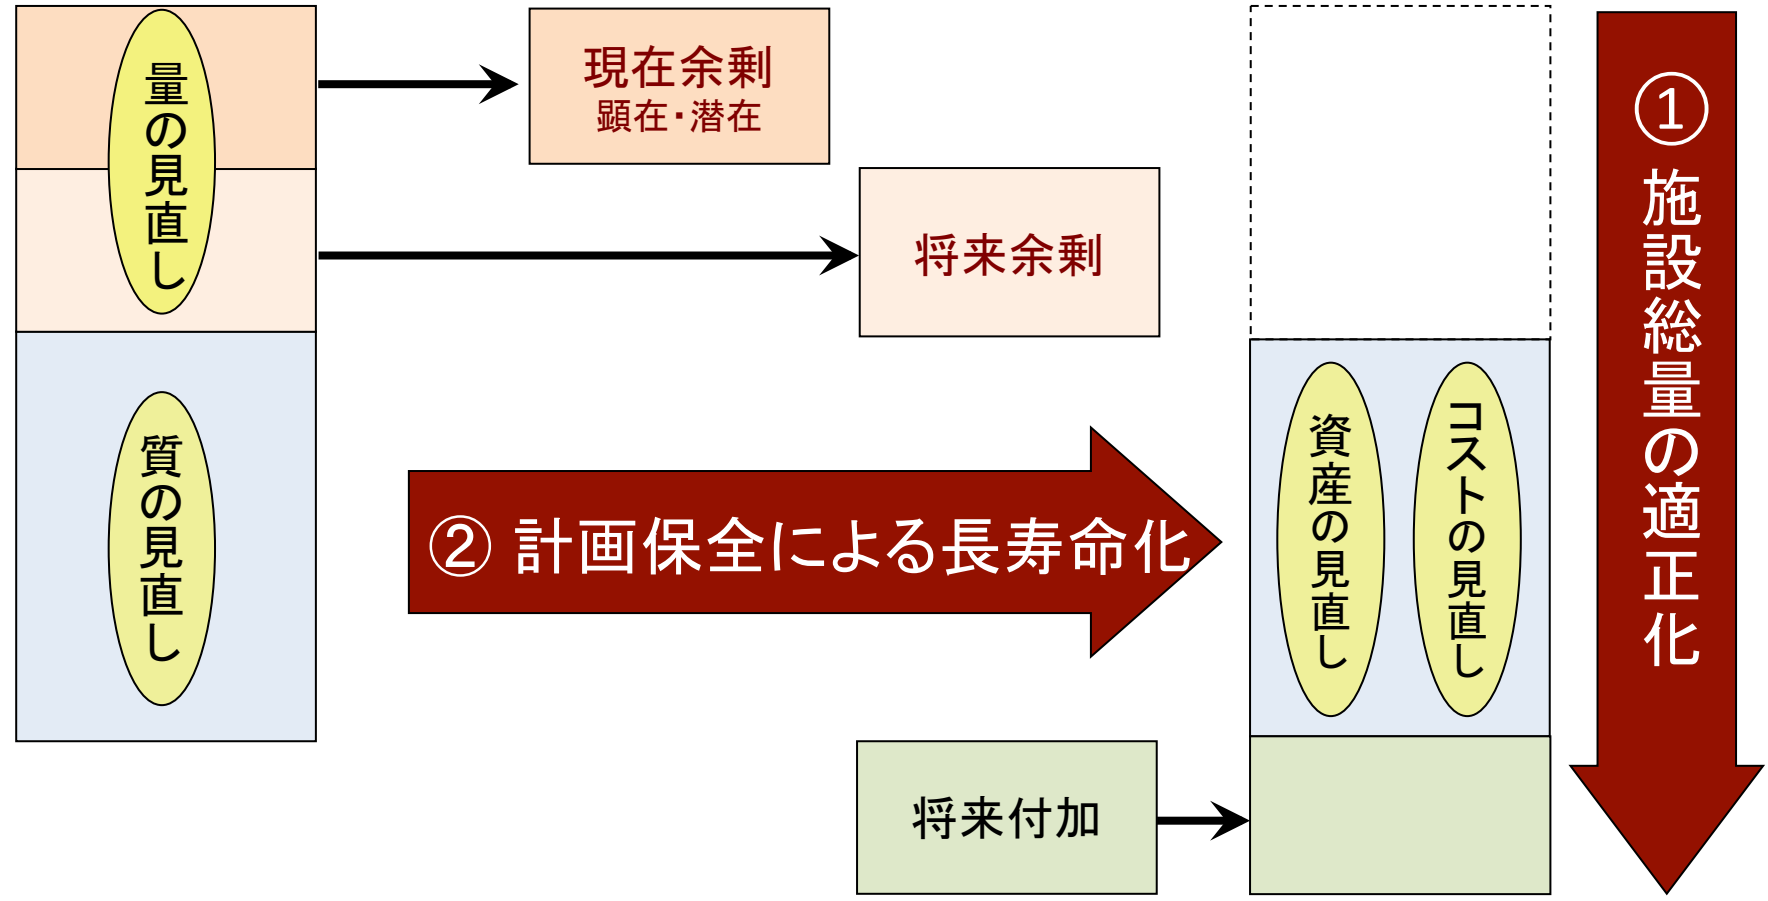 量の見直し
現在余剰
顕在・潜在
将来余剰
質の見直し
② 計画保全による長寿命化
資産の見直し
コストの見直し
将来付加
① 施設総量の適正化